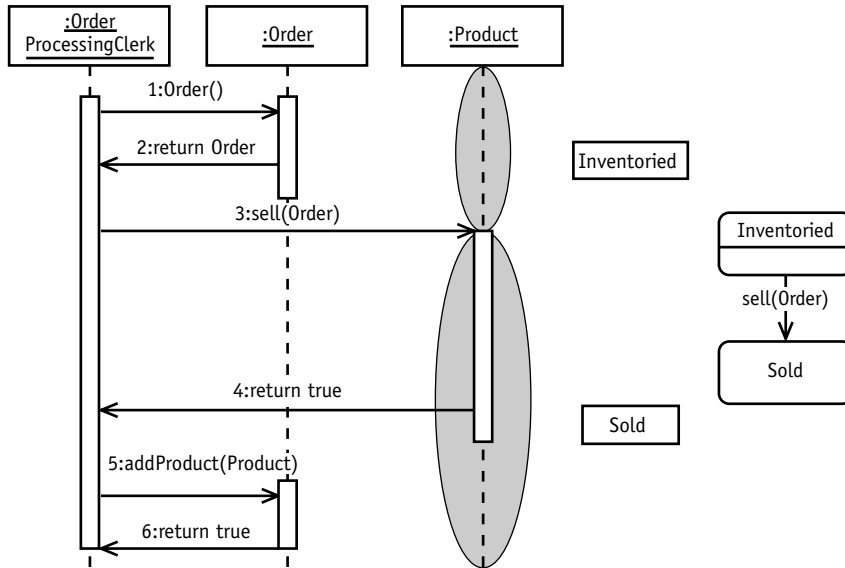 :Order
ProcessingClerk
:Order
:Product
1:Order()
2:return Order
Inventoried
3:sell(Order)
Inventoried
sell(Order)
Sold
4:return true
Sold
5:addProduct(Product)
6:return true